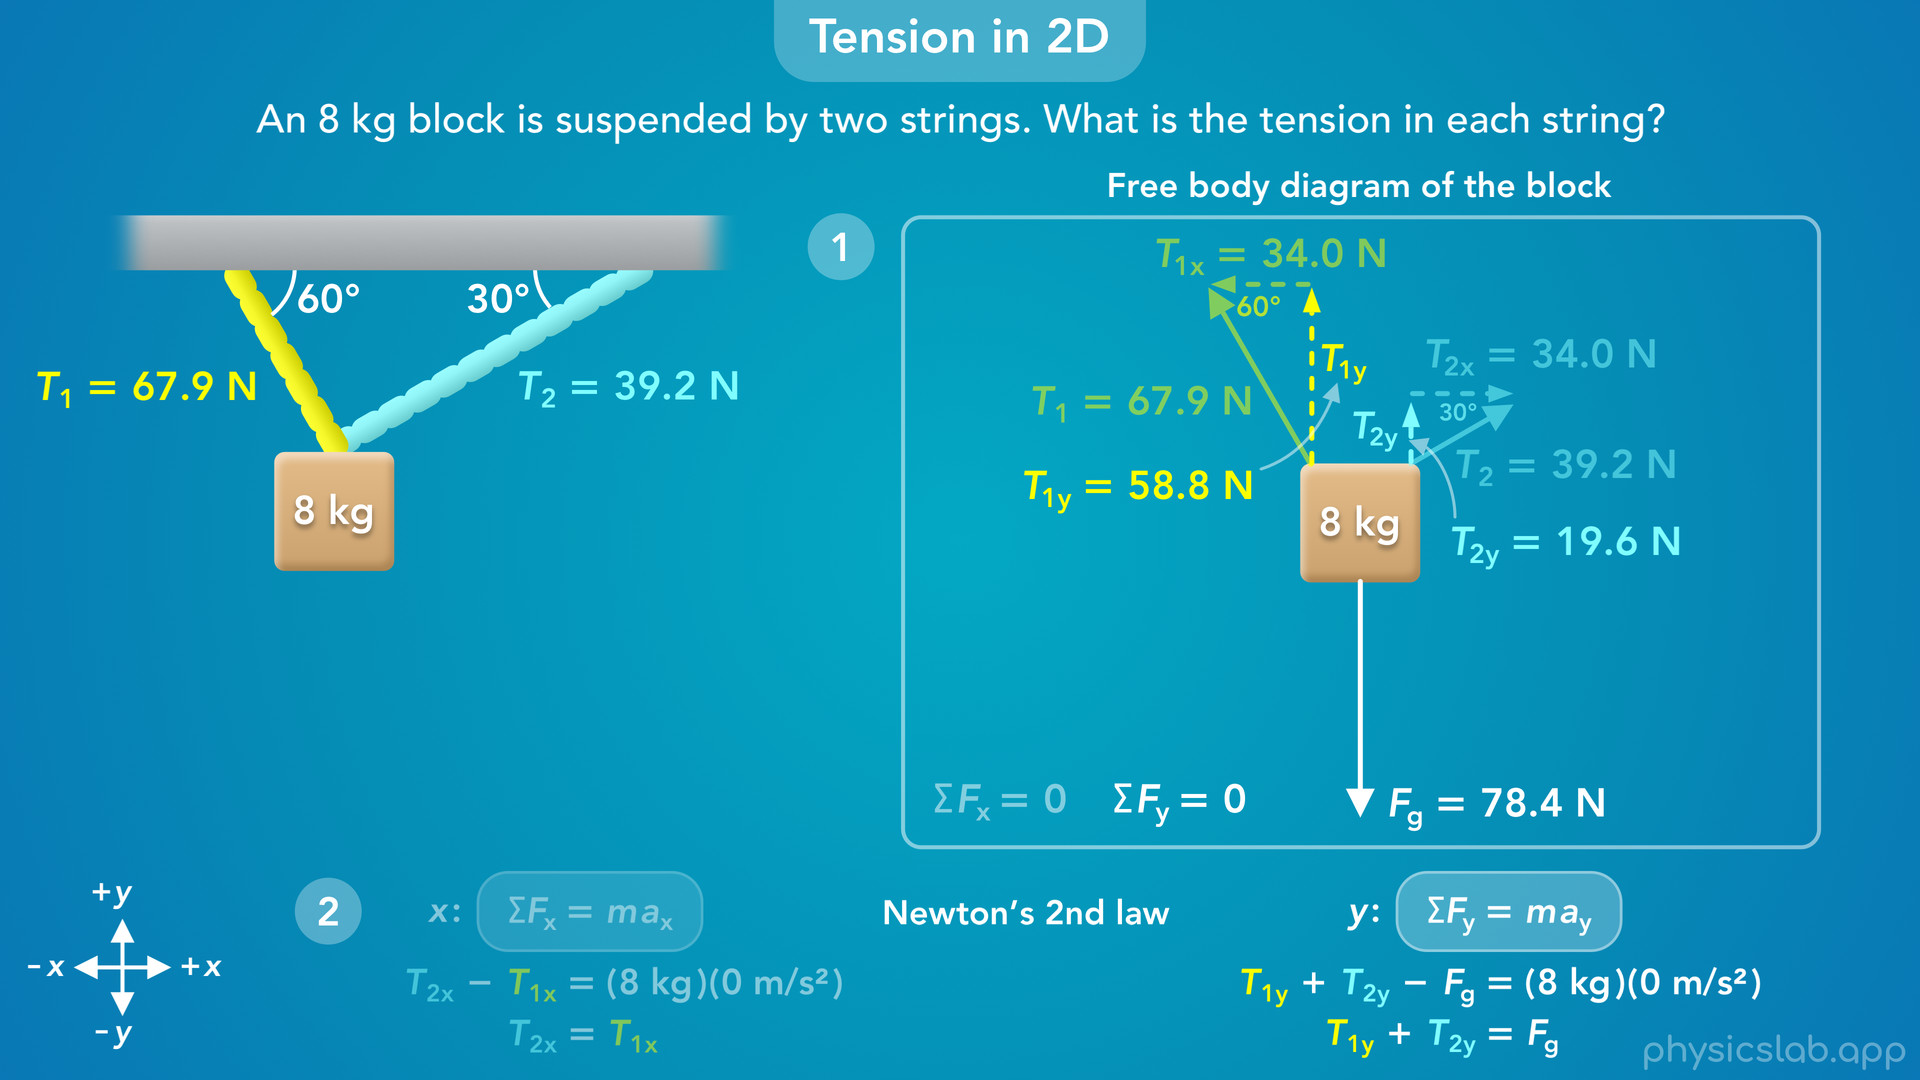 Tension in 2D
An 8 kg block is suspended by two strings. What is the tension in each string?
Free body diagram of the block
1
60°
30°
T₁ = 67.9 N
T₂ = 39.2 N
8 kg
T₁ₓ = 34.0 N
60°
T₁y
T₂ₓ = 34.0 N
30°
T₁ = 67.9 N
T₂y
T₂ = 39.2 N
T₁y = 58.8 N
8 kg
T₂y = 19.6 N
ΣFₓ = 0
ΣFy = 0
Fg = 78.4 N
+y
-x
+x
-y
2
x:
ΣFₓ = maₓ
Newton's 2nd law
y:
ΣFy = may
T₂ₓ − T₁ₓ = (8 kg)(0 m/s²)
T₂ₓ = T₁ₓ
T₁y + T₂y − Fg = (8 kg)(0 m/s²)
T₁y + T₂y = Fg
physicslab.app